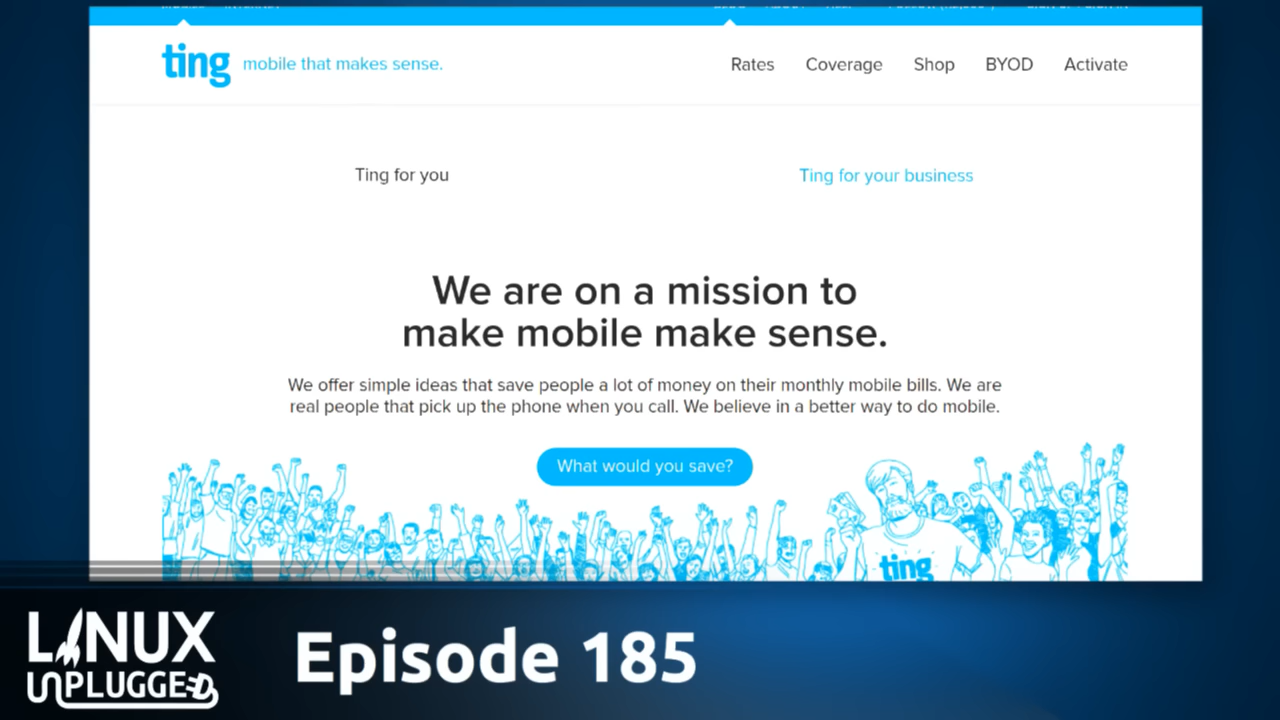 ting mobile that makes sense.
Rates Coverage Shop BYOD Activate
Ting for you Ting for your business
We are on a mission to
make mobile make sense.
We offer simple ideas that save people a lot of money on their monthly mobile bills. We are
real people that pick up the phone when you call. We believe in a better way to do mobile.
What would you save?
ting
LINUX
UNPLUGGED
Episode 185